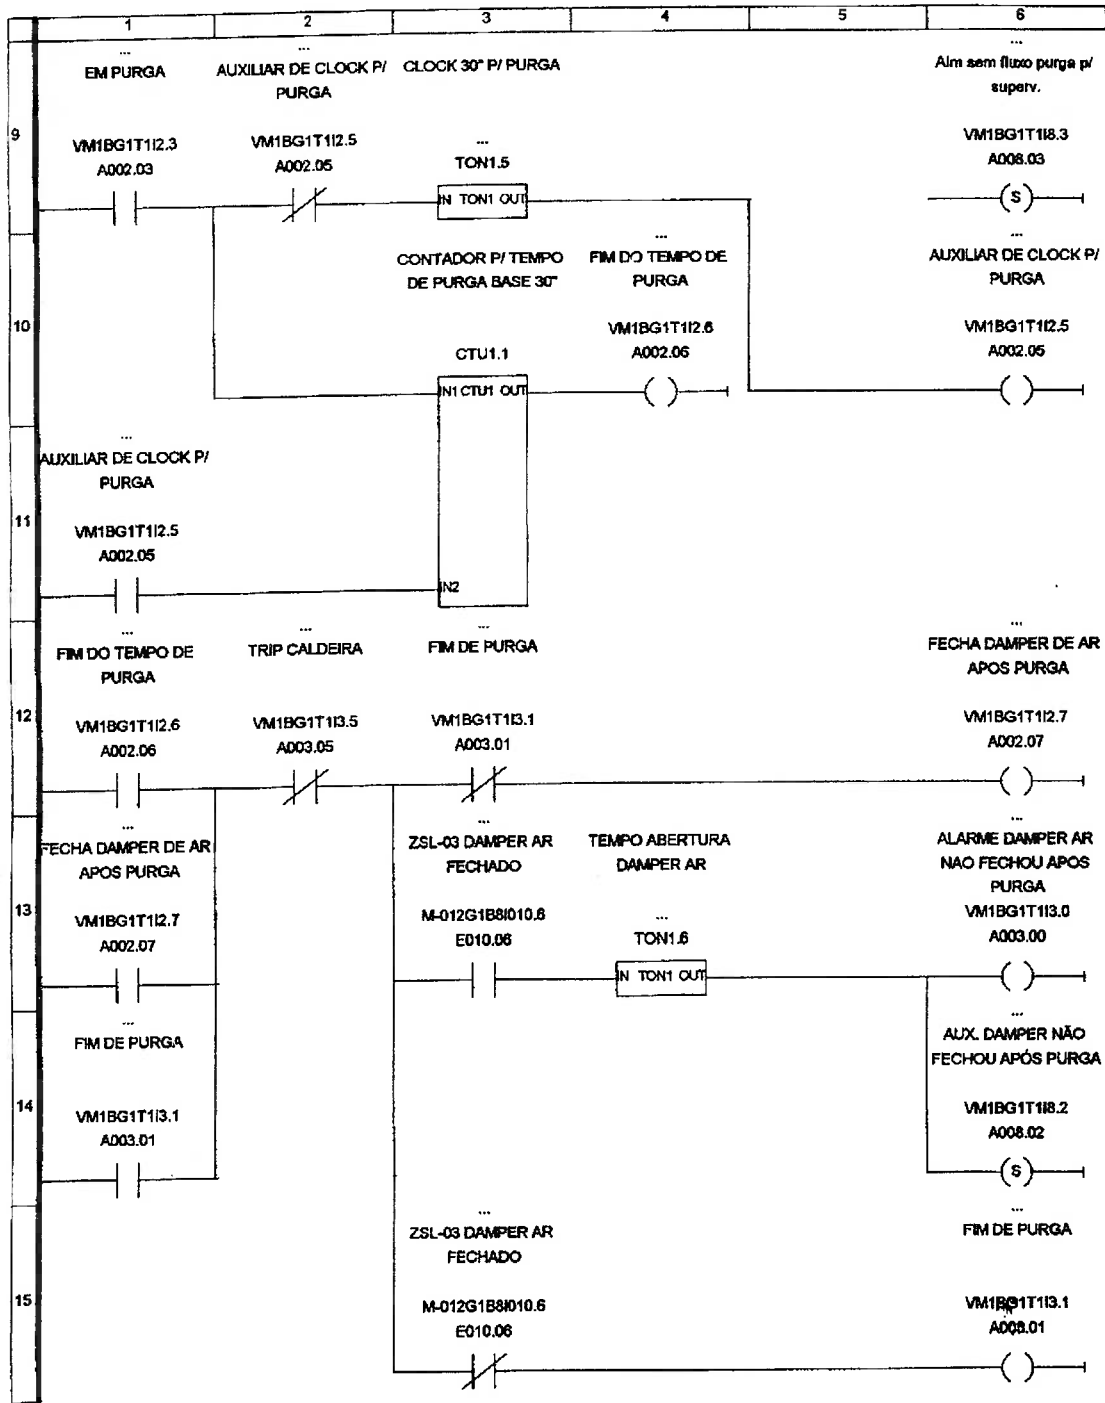 1 2 3 4 5 6
...
EM PURGA
VM1BG1T1I2.3
A002.03
...
AUXILIAR DE CLOCK P/
PURGA
VM1BG1T1I2.5
A002.05
CLOCK 30" P/ PURGA
...
TON1.5
IN TON1 OUT
...
Alm sem fluxo purga p/
superv.
VM1BG1T1I8.3
A008.03
S
9
...
CONTADOR P/ TEMPO
DE PURGA BASE 30"
CTU1.1
IN1 CTU1 OUT
IN2
...
FIM DO TEMPO DE
PURGA
VM1BG1T1I2.6
A002.06
...
AUXILIAR DE CLOCK P/
PURGA
VM1BG1T1I2.5
A002.05
10
...
AUXILIAR DE CLOCK P/
PURGA
VM1BG1T1I2.5
A002.05
11
...
FIM DO TEMPO DE
PURGA
VM1BG1T1I2.6
A002.06
...
TRIP CALDEIRA
VM1BG1T1I3.5
A003.05
...
FIM DE PURGA
VM1BG1T1I3.1
A003.01
...
FECHA DAMPER DE AR
APOS PURGA
VM1BG1T1I2.7
A002.07
12
...
FECHA DAMPER DE AR
APOS PURGA
VM1BG1T1I2.7
A002.07
...
ZSL-03 DAMPER AR
FECHADO
M-012G1B8I010.6
E010.06
TEMPO ABERTURA
DAMPER AR
...
TON1.6
IN TON1 OUT
...
ALARME DAMPER AR
NAO FECHOU APOS
PURGA
VM1BG1T1I3.0
A003.00
13
...
FIM DE PURGA
VM1BG1T1I3.1
A003.01
...
AUX. DAMPER NÃO
FECHOU APÓS PURGA
VM1BG1T1I8.2
A008.02
S
14
...
ZSL-03 DAMPER AR
FECHADO
M-012G1B8I010.6
E010.06
...
FIM DE PURGA
VM1BG1T1I3.1
A003.01
15